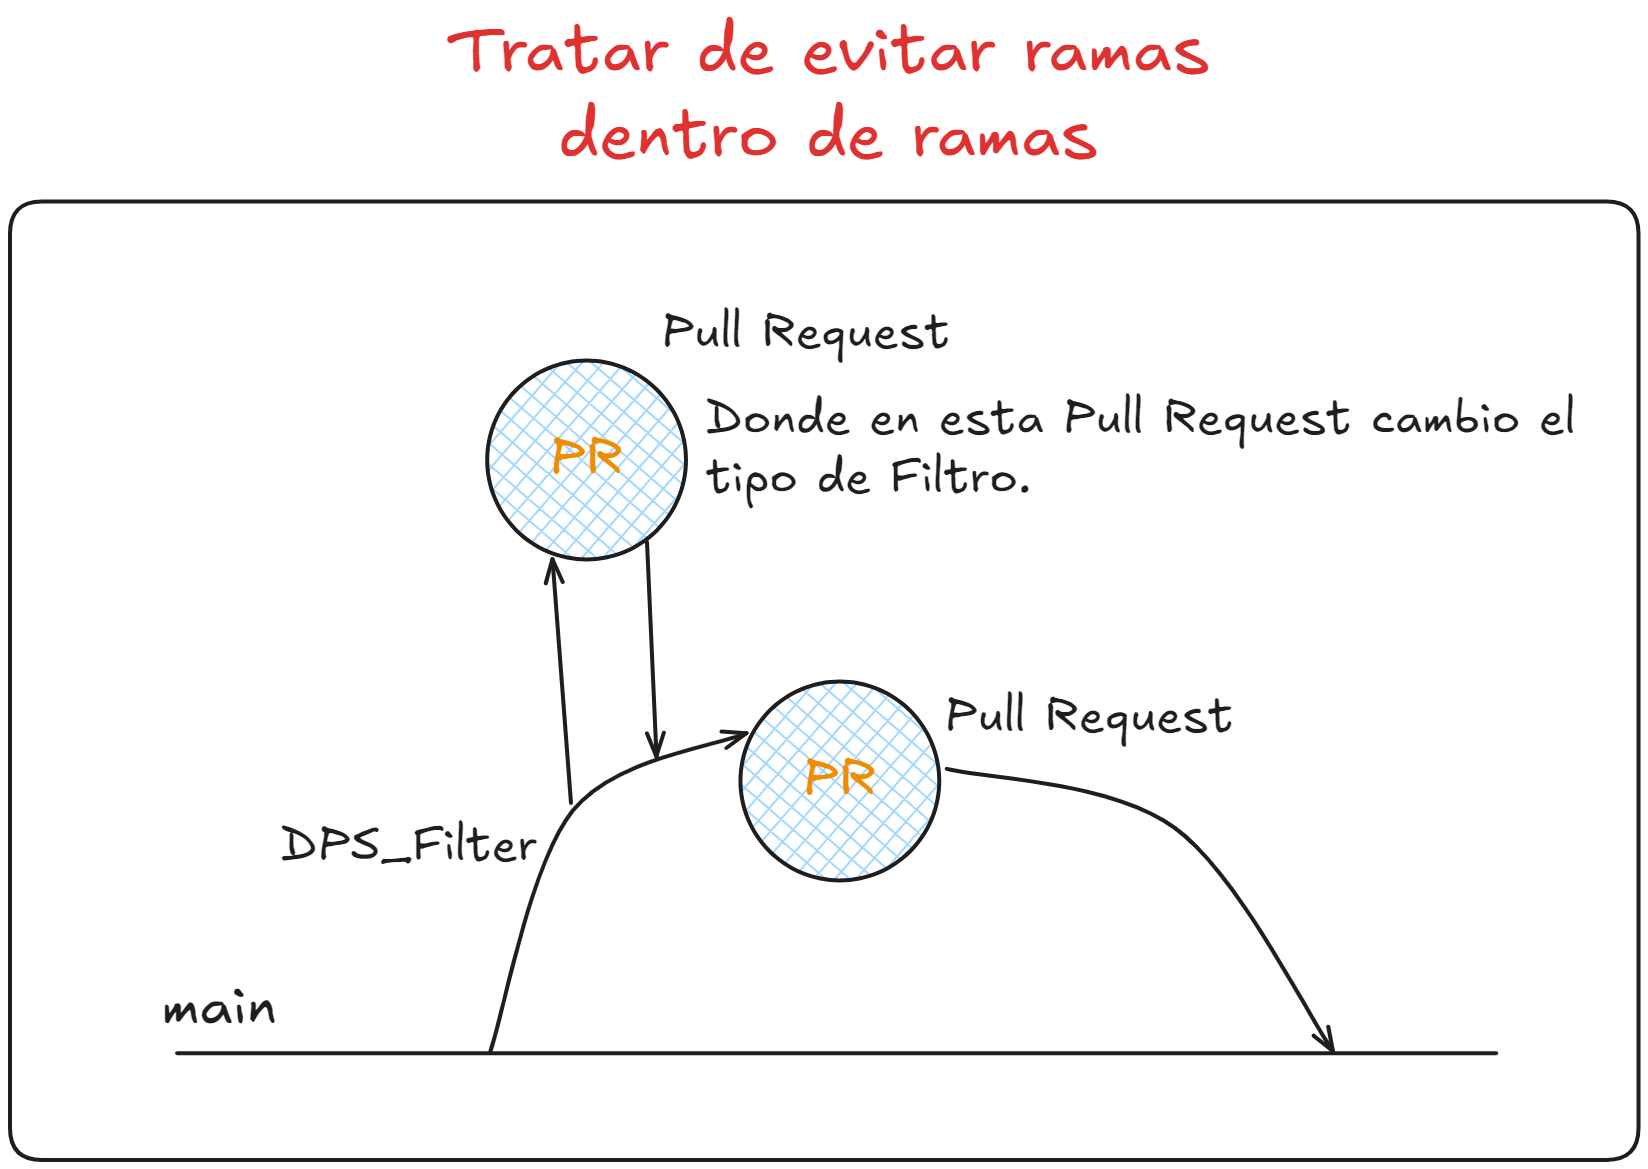 Tratar de evitar ramas
dentro de ramas
Pull Request
Donde en esta Pull Request cambio el
tipo de Filtro.
PR
Pull Request
PR
DPS_Filter
main